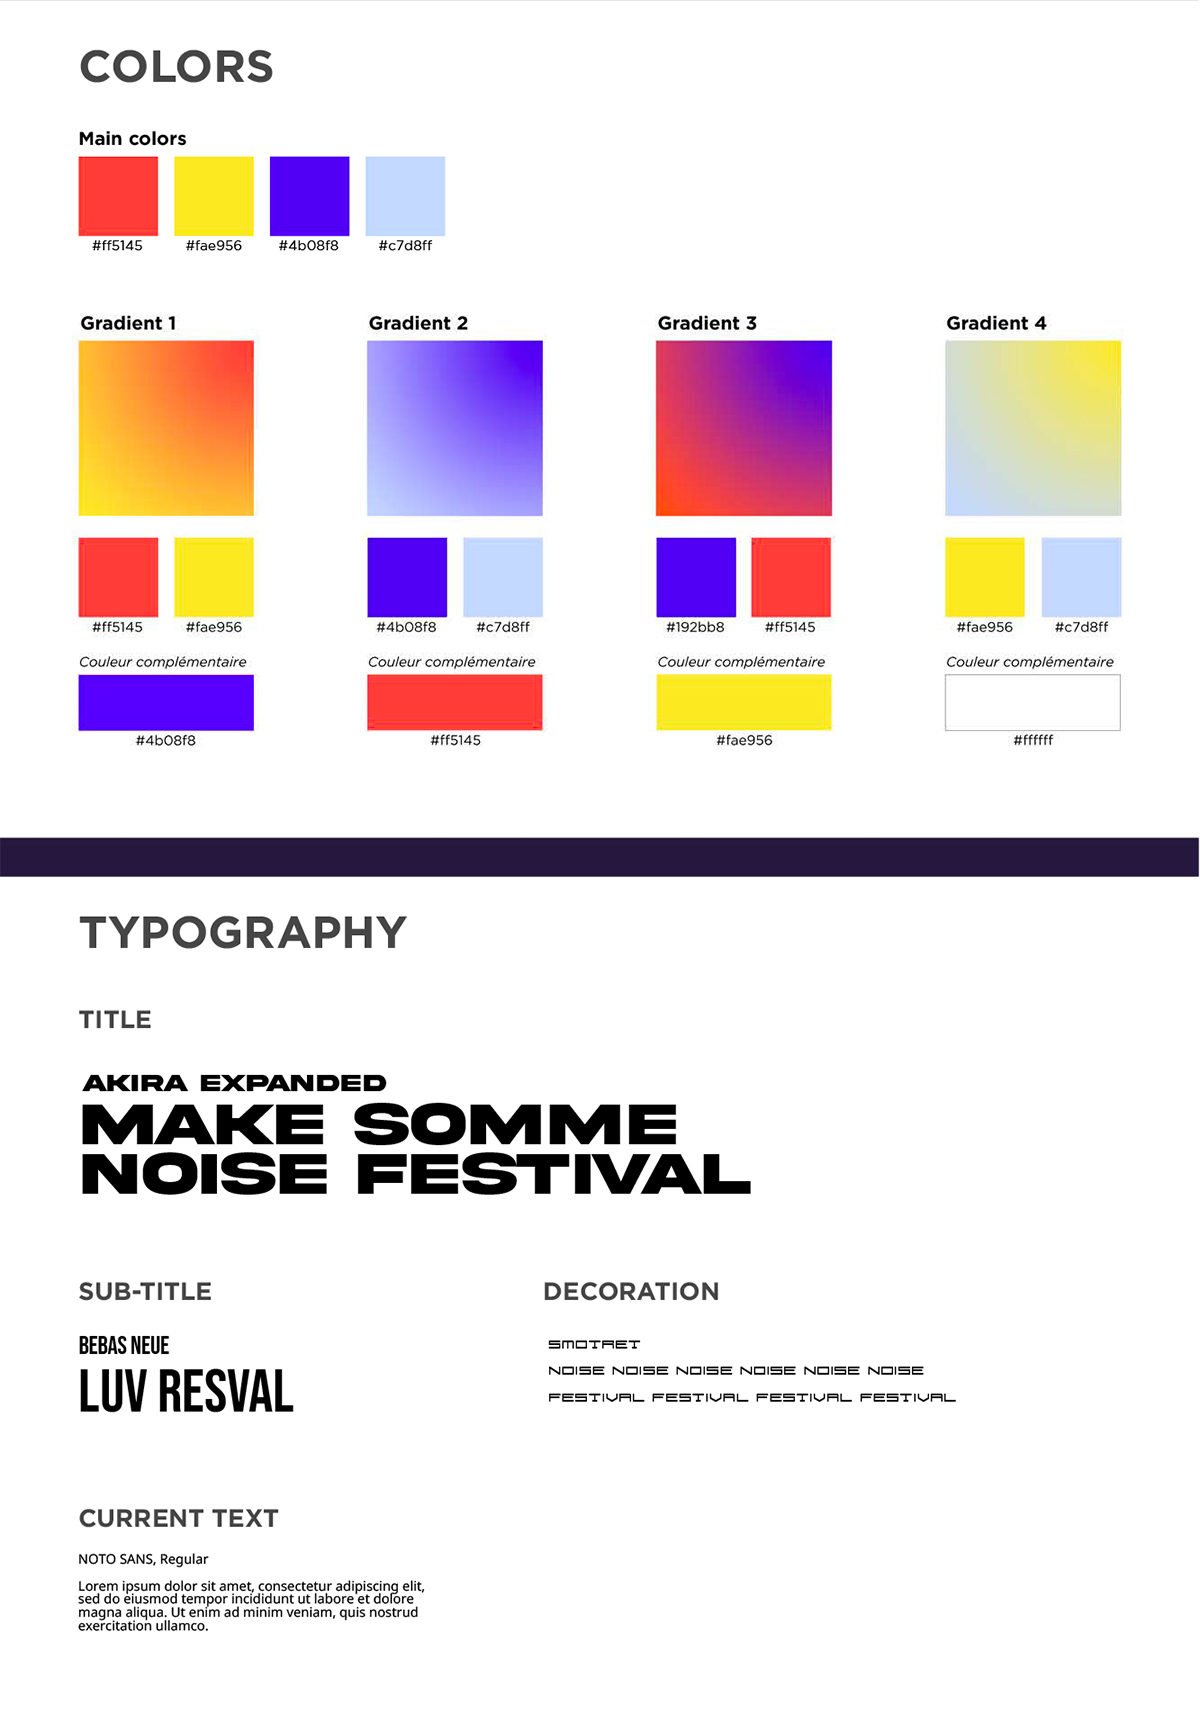 COLORS
Main colors
#ff5145 #fae956 #4b08f8 #c7d8ff
Gradient 1 Gradient 2 Gradient 3 Gradient 4
#ff5145 #fae956 #4b08f8 #c7d8ff #192bb8 #ff5145 #fae956 #c7d8ff
Couleur complémentaire Couleur complémentaire Couleur complémentaire Couleur complémentaire
#4b08f8 #ff5145 #fae956 #ffffff
TYPOGRAPHY
TITLE
AKIRA EXPANDED
MAKE SOMME
NOISE FESTIVAL
SUB-TITLE
BEBAS NEUE
LUV RESVAL
DECORATION
SMOTRET
NOISE NOISE NOISE NOISE NOISE NOISE
FESTIVAL FESTIVAL FESTIVAL FESTIVAL
CURRENT TEXT
NOTO SANS, Regular
Lorem ipsum dolor sit amet, consectetur adipiscing elit,
sed do eiusmod tempor incididunt ut labore et dolore
magna aliqua. Ut enim ad minim veniam, quis nostrud
exercitation ullamco.